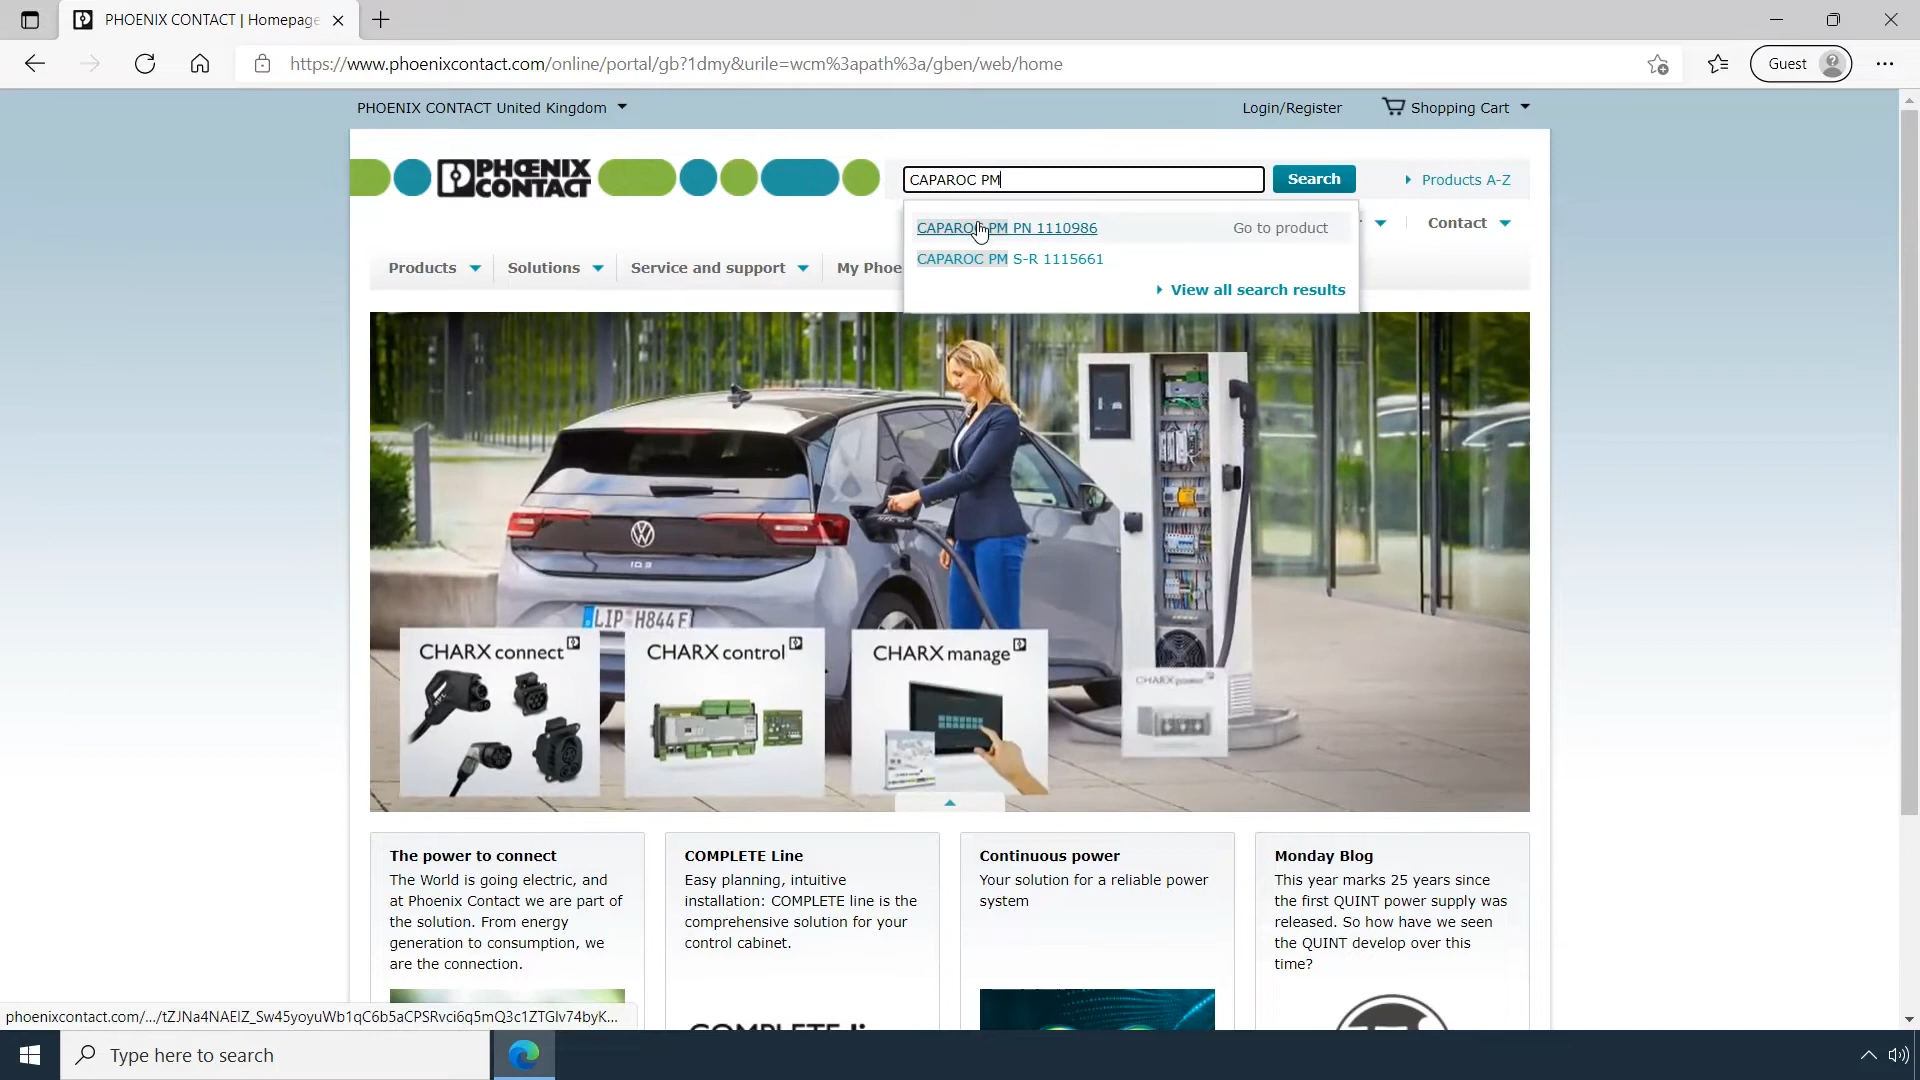 PHOENIX CONTACT | Homepage
https://www.phoenixcontact.com/online/portal/gb?1dmy&urile=wcm%3apath%3a/gben/web/home
Guest
PHOENIX CONTACT United Kingdom
Login/Register
Shopping Cart
PHŒNIX
CONTACT
CAPAROC PM
Search
Products A-Z
CAPAROC PM PN 1110986
Go to product
CAPAROC PM S-R 1115661
View all search results
Contact
Products
Solutions
Service and support
My Phoe
LIP H844E
CHARX connect
CHARX control
CHARX manage
CHARX power
The power to connect
The World is going electric, and
at Phoenix Contact we are part of
the solution. From energy
generation to consumption, we
are the connection.
COMPLETE Line
Easy planning, intuitive
installation: COMPLETE line is the
comprehensive solution for your
control cabinet.
Continuous power
Your solution for a reliable power
system
Monday Blog
This year marks 25 years since
the first QUINT power supply was
released. So how have we seen
the QUINT develop over this
time?
phoenixcontact.com/.../tZJNa4NAEIZ_Sw45yoyuWb1qC6b5aCPSRvci6q5mQ3c1ZTGlv74byK...
Type here to search